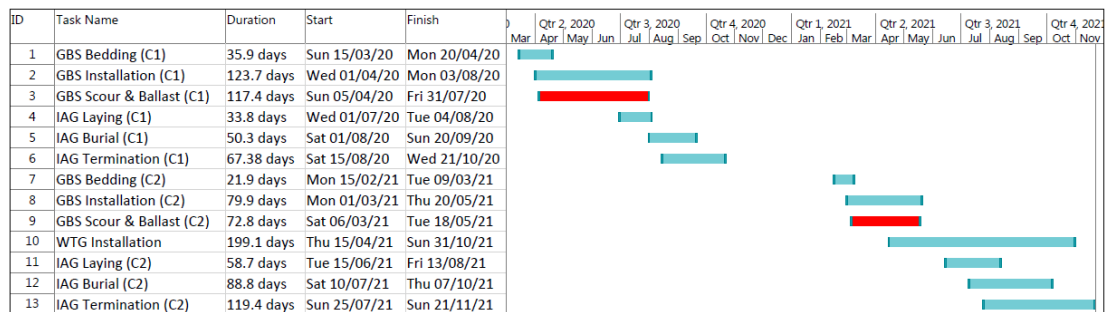 ID Task Name Duration Start Finish Qtr 2, 2020 Qtr 3, 2020 Qtr 4, 2020 Qtr 1, 2021 Qtr 2, 2021 Qtr 3, 2021 Qtr 4, 2021
Mar Apr May Jun Jul Aug Sep Oct Nov Dec Jan Feb Mar Apr May Jun Jul Aug Sep Oct Nov
1 GBS Bedding (C1) 35.9 days Sun 15/03/20 Mon 20/04/20
2 GBS Installation (C1) 123.7 days Wed 01/04/20 Mon 03/08/20
3 GBS Scour & Ballast (C1) 117.4 days Sun 05/04/20 Fri 31/07/20
4 IAG Laying (C1) 33.8 days Wed 01/07/20 Tue 04/08/20
5 IAG Burial (C1) 50.3 days Sat 01/08/20 Sun 20/09/20
6 IAG Termination (C1) 67.38 days Sat 15/08/20 Wed 21/10/20
7 GBS Bedding (C2) 21.9 days Mon 15/02/21 Tue 09/03/21
8 GBS Installation (C2) 79.9 days Mon 01/03/21 Thu 20/05/21
9 GBS Scour & Ballast (C2) 72.8 days Sat 06/03/21 Tue 18/05/21
10 WTG Installation 199.1 days Thu 15/04/21 Sun 31/10/21
11 IAG Laying (C2) 58.7 days Tue 15/06/21 Fri 13/08/21
12 IAG Burial (C2) 88.8 days Sat 10/07/21 Thu 07/10/21
13 IAG Termination (C2) 119.4 days Sun 25/07/21 Sun 21/11/21